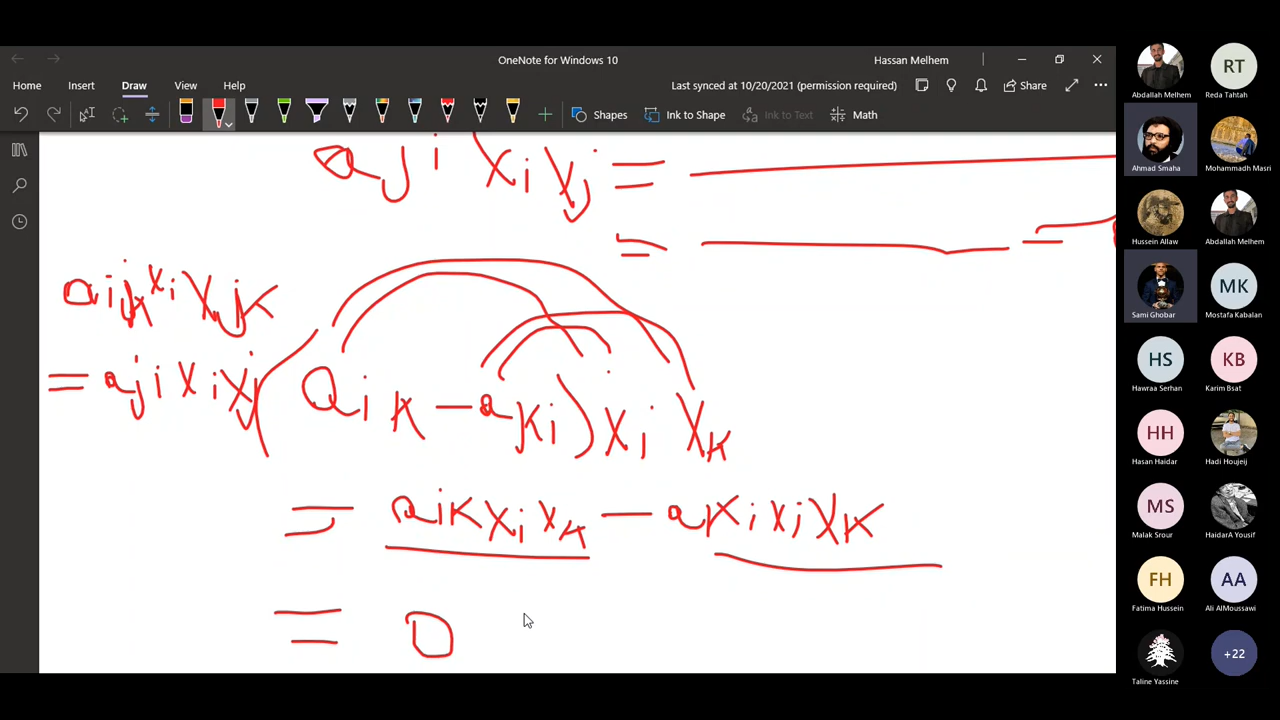 OneNote for Windows 10
Hassan Melhem
Home Insert Draw View Help
Last synced at 10/20/2021 (permission required)
Share
Shapes
Ink to Shape
Ink to Text
Math
aji xi xj =
=
= aji xi xj
(aik - aki) xi xk
= aik xi xk - aki xi xk
= 0
Abdallah Melhem
RT
Reda Tahtah
Ahmad Smaha
Mohammadh Masri
Hussein Allaw
Abdallah Melhem
Sami Ghobar
MK
Mostafa Kabalan
HS
Hawraa Serhan
KB
Karim Bsat
HH
Hasan Haidar
Hadi Houjeij
MS
Malak Srour
HaidarA Yousif
FH
Fatima Hussein
AA
Ali AlMoussawi
Taline Yassine
+22